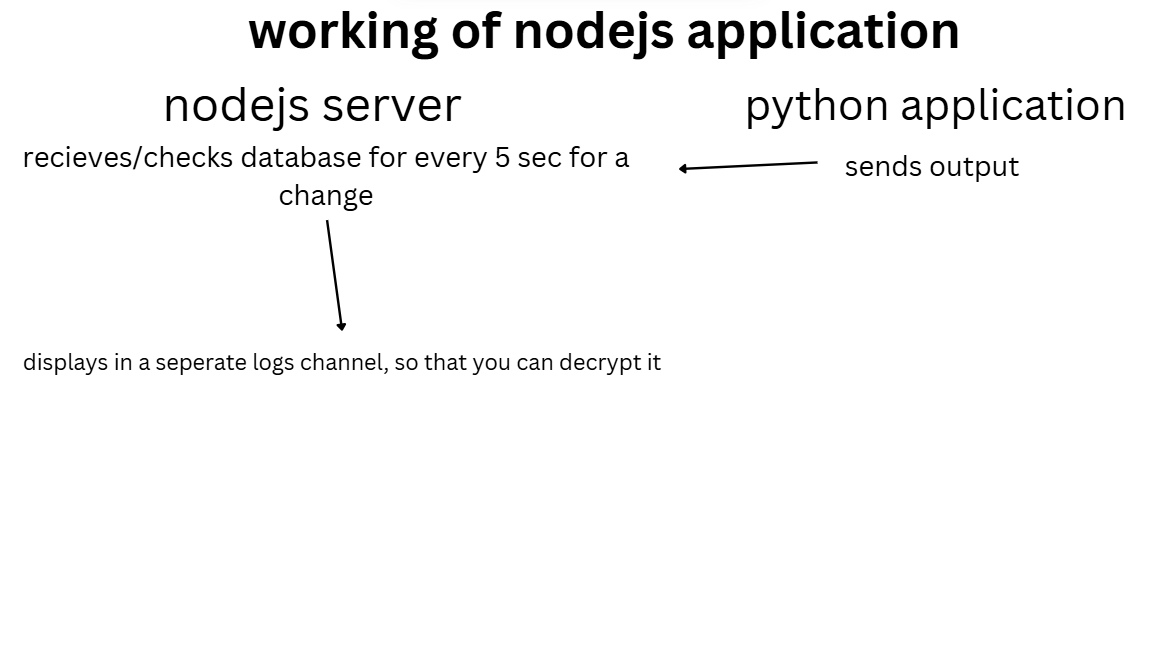 working of nodejs application
nodejs server
python application
recieves/checks database for every 5 sec for a
change
sends output
displays in a seperate logs channel, so that you can decrypt it